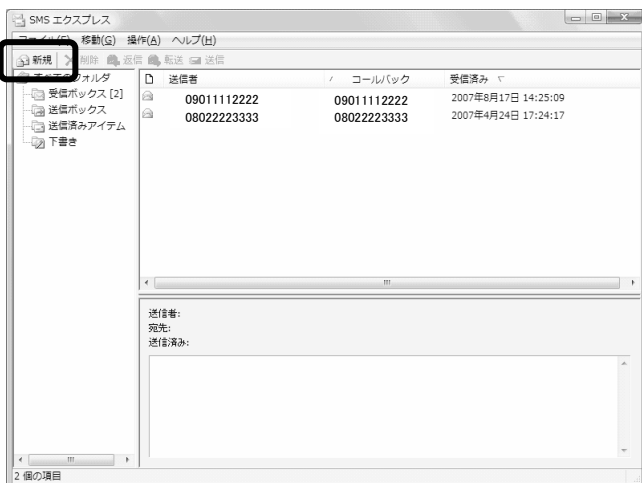 SMS エクスプレス
ファイル(F) 移動(G) 操作(A) ヘルプ(H)
新規 削除 返信 転送 送信
すべてのフォルダ
受信ボックス [2]
送信ボックス
送信済みアイテム
下書き
送信者 コールバック 受信済み
09011112222 09011112222 2007年8月17日 14:25:09
08022223333 08022223333 2007年4月24日 17:24:17
送信者:
宛先:
送信済み:
2 個の項目